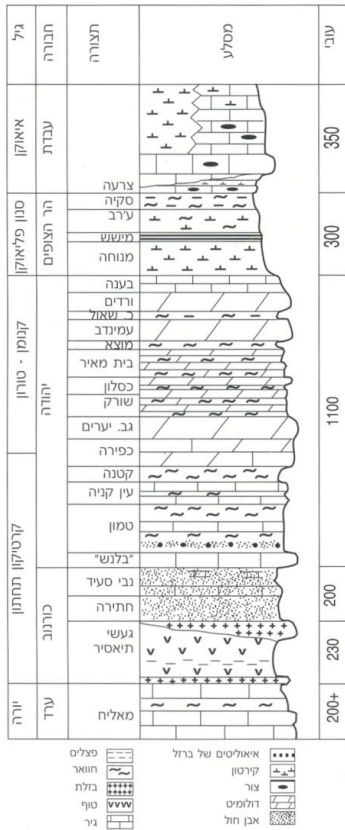 גיל
חבורה
תצורה
מסלע
עובי
איאוקן
עבדת
350
צרעה
סנון פליאוקן
הר הצופים
סקיה
ע'רב
מישש
מנוחה
300
קנומן - טורון
יהודה
בענה
ורדים
כ. שאול
עמינדב
מוצא
בית מאיר
כסלון
שורק
גב. יערים
כפירה
1100
קרטיקון תחתון
קטנה
עין קניה
טמון
"בלנש"
כורנוב
נבי סעיד
חתירה
200
געשי
תיאסיר
230
יורה
ערד
מאליח
200+
פצלים
חוואר
בזלת
טוף
גיר
איאוליטים של ברזל
קירטון
צור
דולומיט
אבן חול